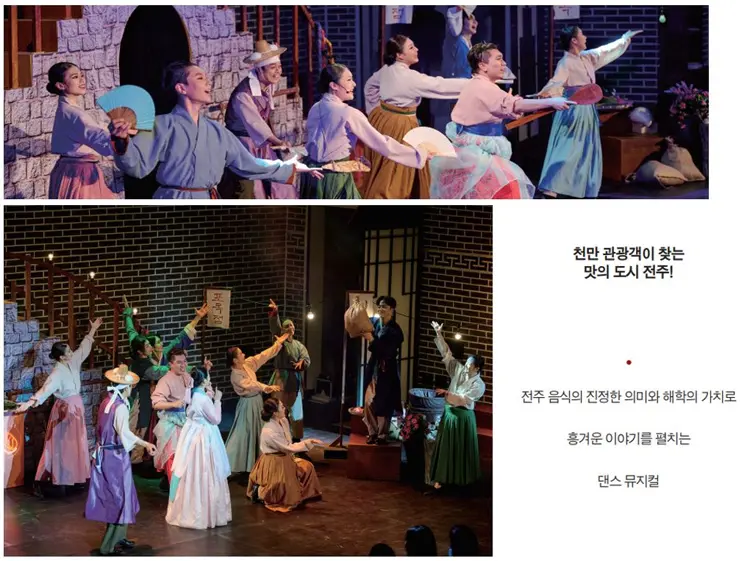 천만 관광객이 찾는
맛의 도시 전주!
전주 음식의 진정한 의미와 해학의 가치로
흥겨운 이야기를 펼치는
댄스 뮤지컬